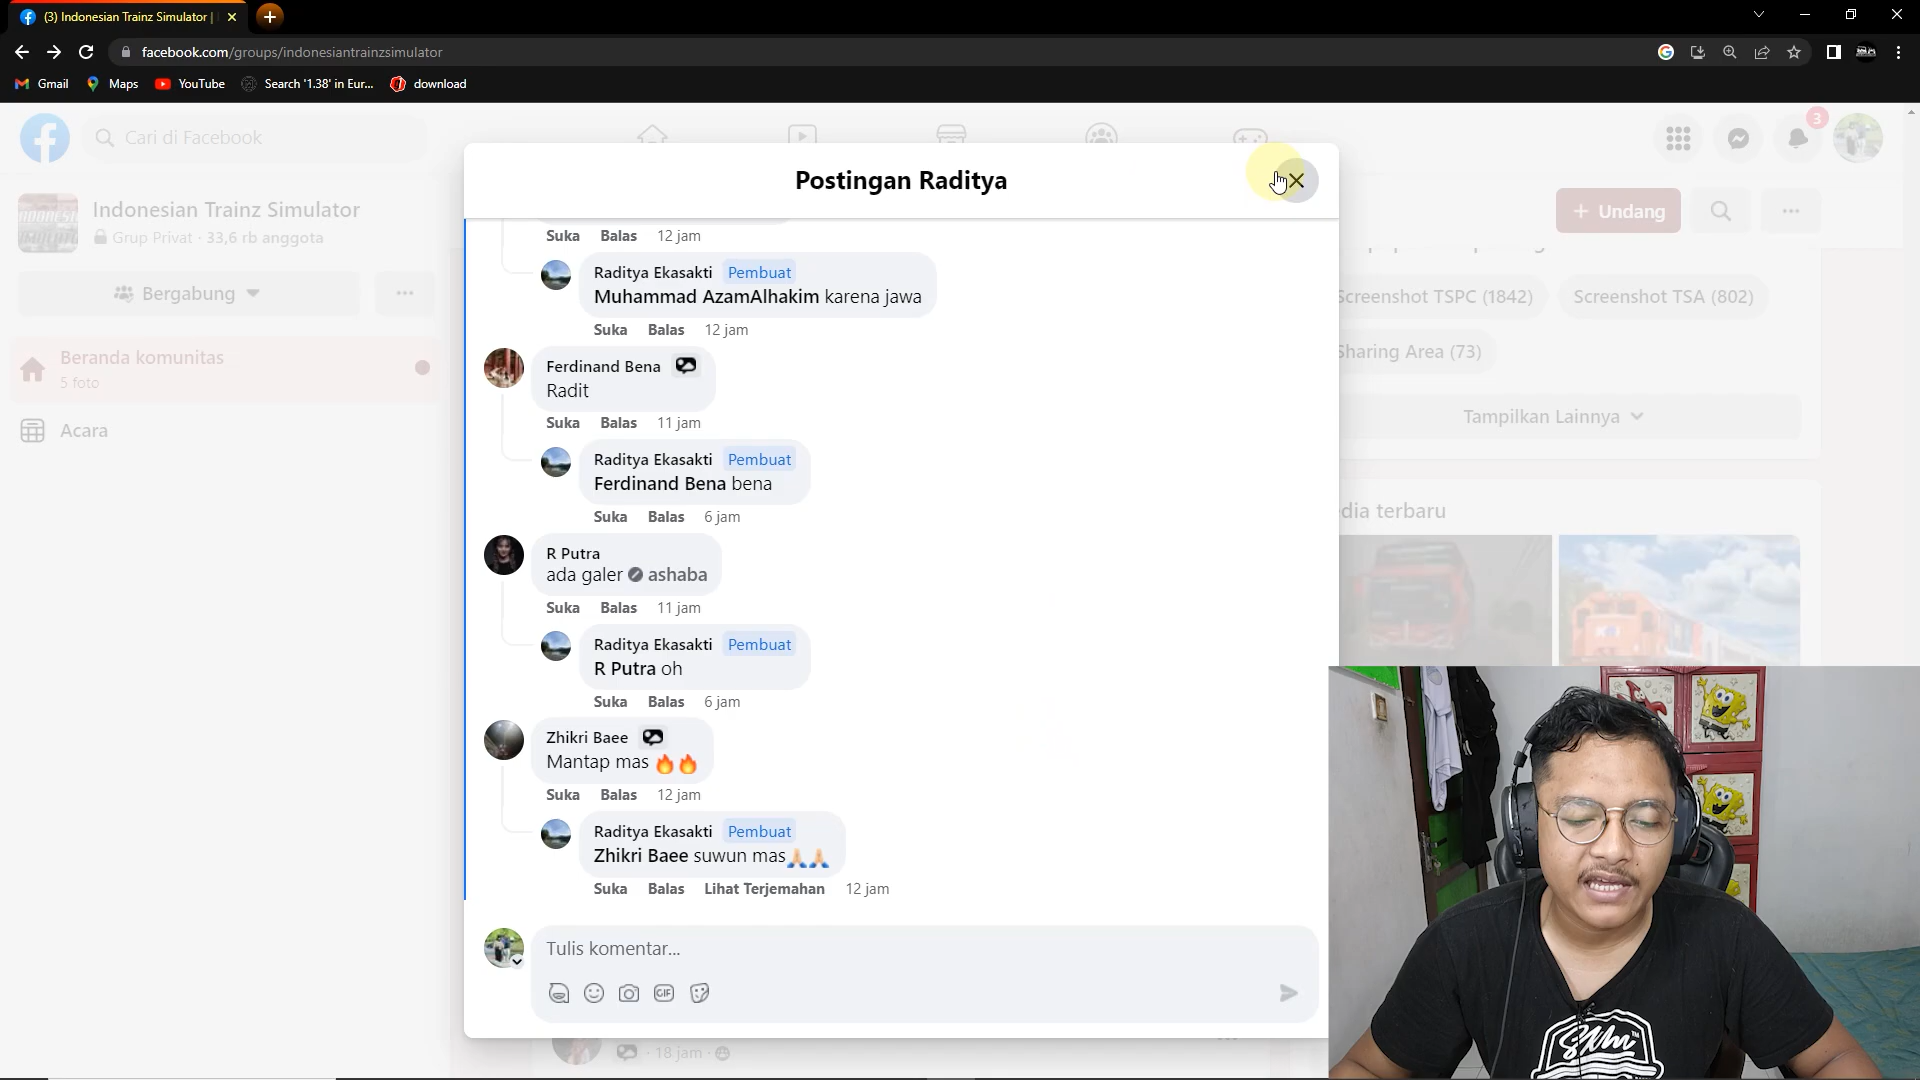 (3) Indonesian Trainz Simulator |
facebook.com/groups/indonesiantrainzsimulator
Gmail
Maps
YouTube
Search '1.38' in Eur...
download
Cari di Facebook
3
Indonesian Trainz Simulator
Grup Privat · 33,6 rb anggota
Bergabung
Beranda komunitas
5 foto
Acara
+ Undang
Postingan Raditya
Suka Balas 12 jam
Raditya Ekasakti Pembuat
Muhammad AzamAlhakim karena jawa
Suka Balas 12 jam
Ferdinand Bena
Radit
Suka Balas 11 jam
Raditya Ekasakti Pembuat
Ferdinand Bena bena
Suka Balas 6 jam
R Putra
ada galer ashaba
Suka Balas 11 jam
Raditya Ekasakti Pembuat
R Putra oh
Suka Balas 6 jam
Zhikri Baee
Mantap mas 🔥🔥
Suka Balas 12 jam
Raditya Ekasakti Pembuat
Zhikri Baee suwun mas🙏🏻🙏🏻
Suka Balas Lihat Terjemahan 12 jam
Tulis komentar...
GIF
· 18 jam ·
Screenshot TSPC (1842)
Screenshot TSA (802)
Sharing Area (73)
Tampilkan Lainnya
dia terbaru